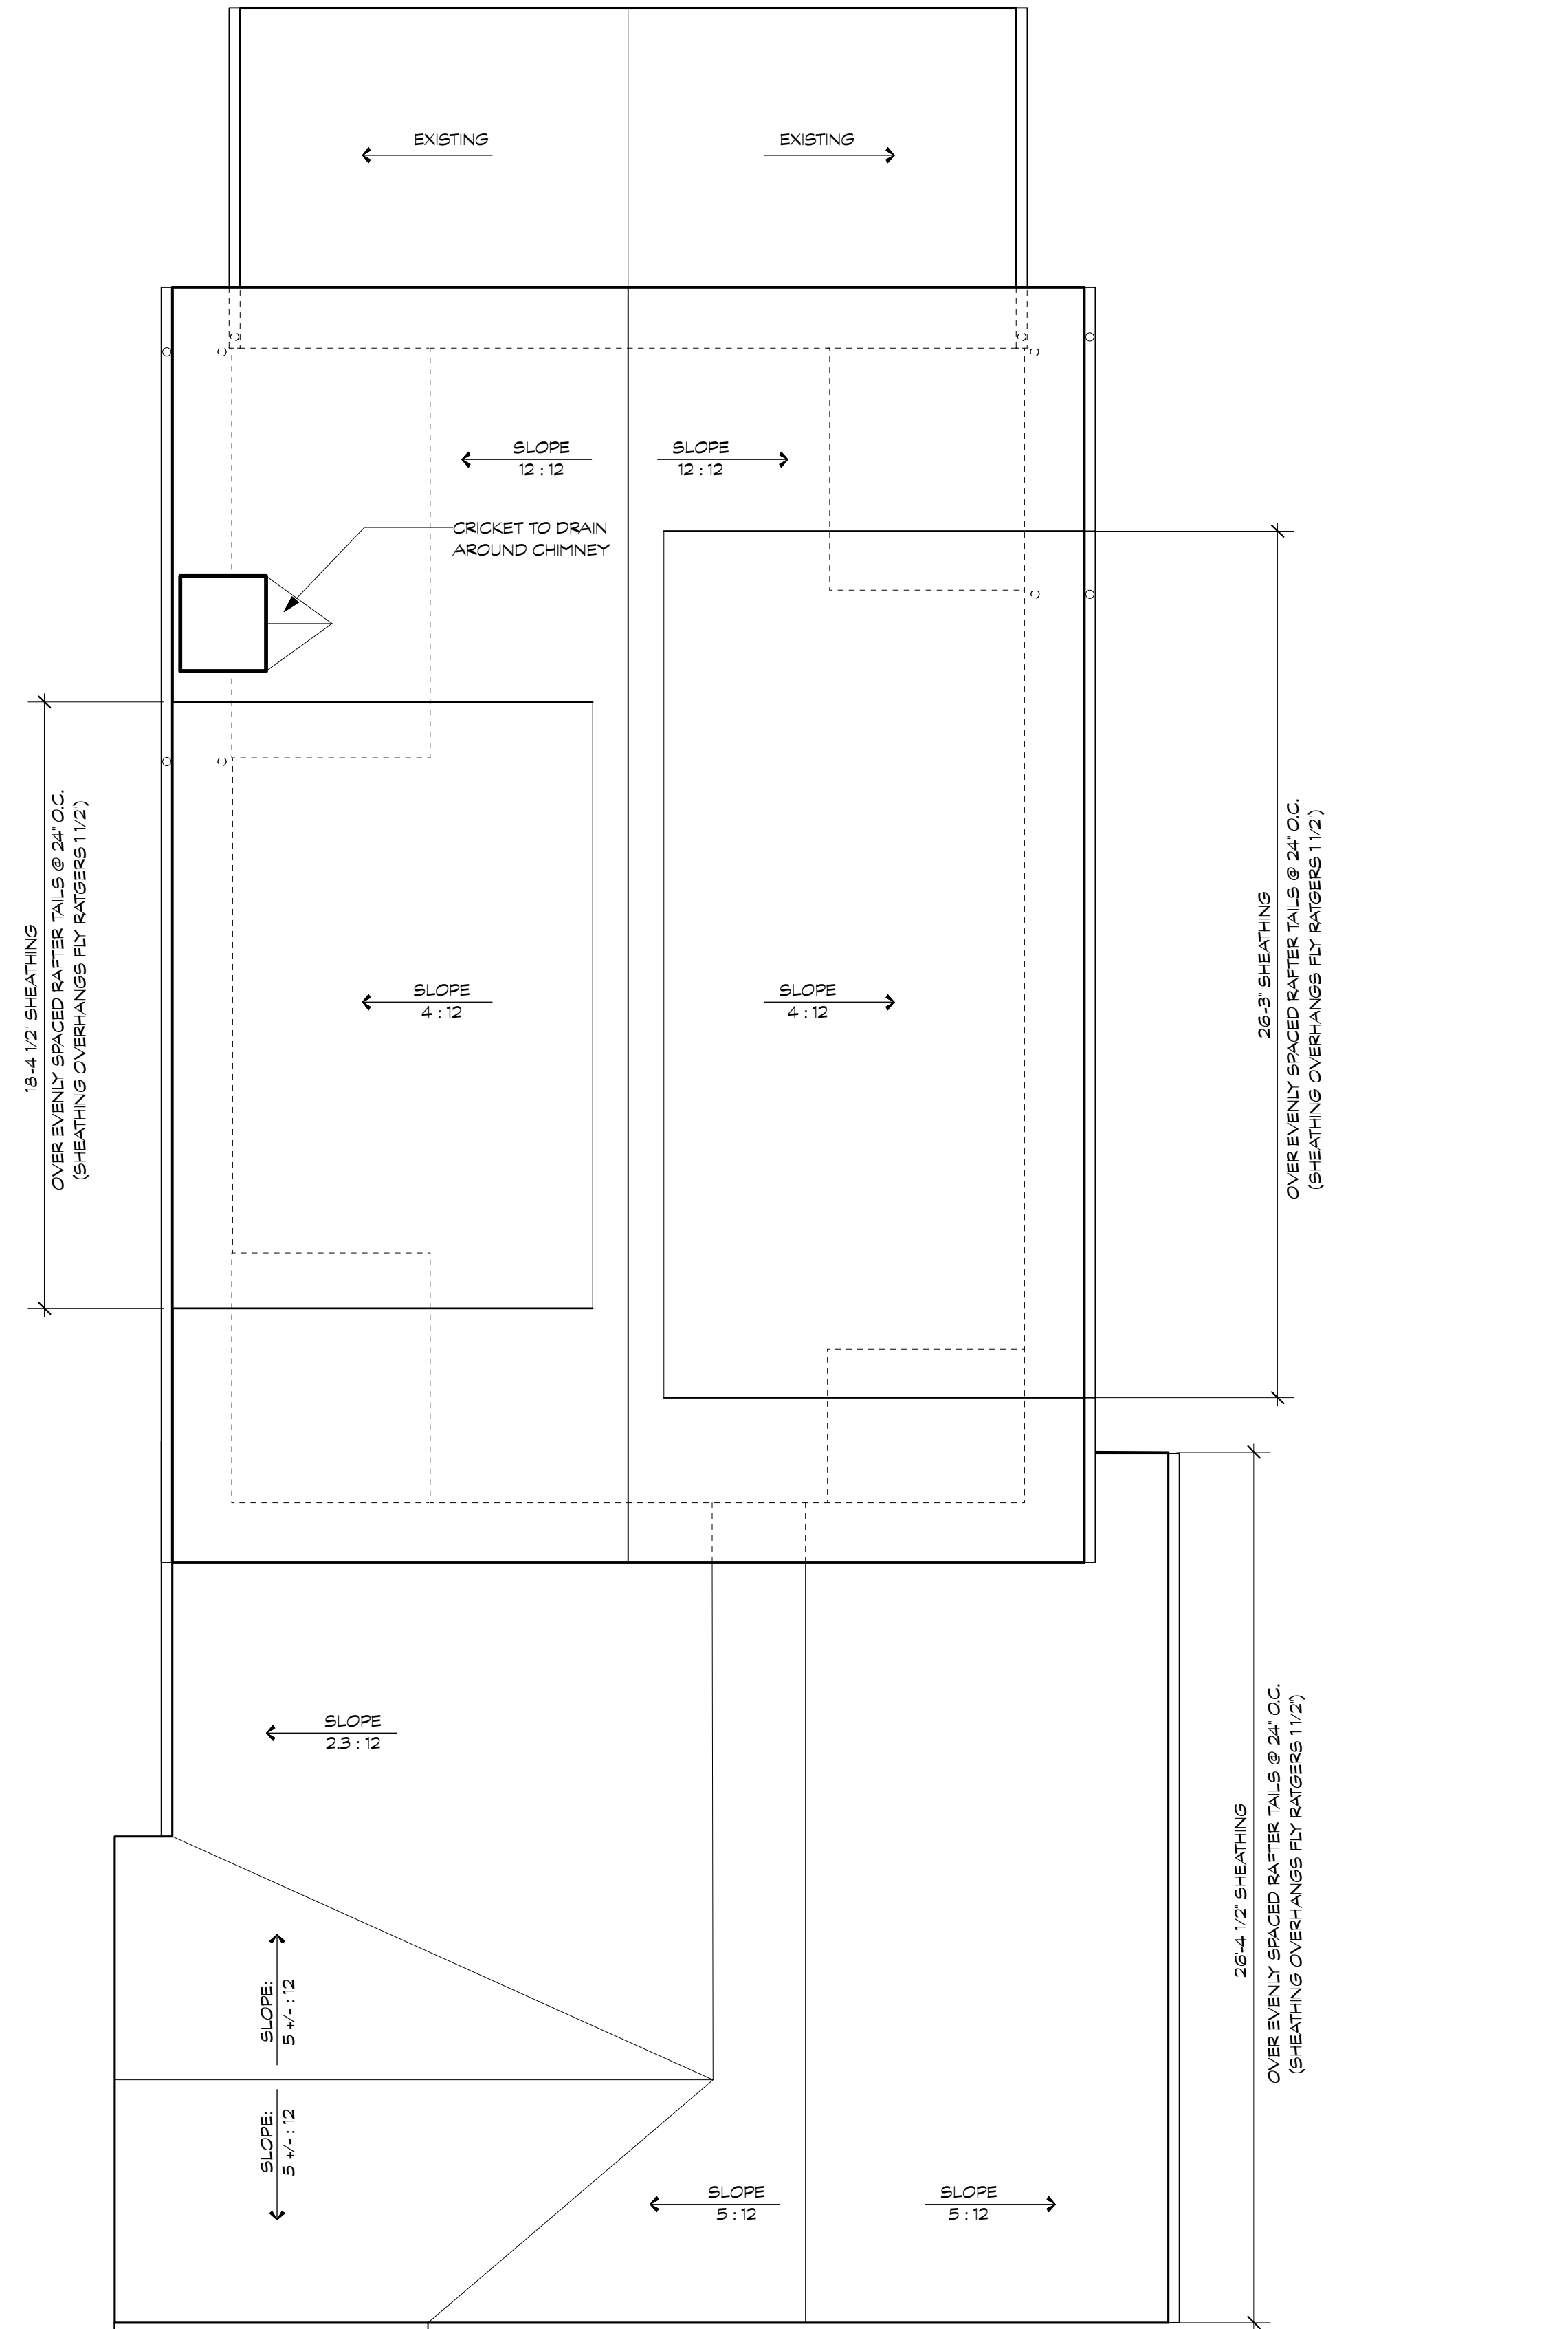 EXISTING
EXISTING
SLOPE
12 : 12
SLOPE
12 : 12
CRICKET TO DRAIN
AROUND CHIMNEY
18'-4 1/2" SHEATHING
OVER EVENLY SPACED RAFTER TAILS @ 24" O.C.
(SHEATHING OVERHANGS FLY RATGERS 1 1/2")
SLOPE
4 : 12
SLOPE
4 : 12
26'-3" SHEATHING
OVER EVENLY SPACED RAFTER TAILS @ 24" O.C.
(SHEATHING OVERHANGS FLY RATGERS 1 1/2")
SLOPE
2.3 : 12
26'-4 1/2" SHEATHING
OVER EVENLY SPACED RAFTER TAILS @ 24" O.C.
(SHEATHING OVERHANGS FLY RATGERS 1 1/2")
SLOPE:
5 +/- : 12
SLOPE:
5 +/- : 12
SLOPE
5 : 12
SLOPE
5 : 12